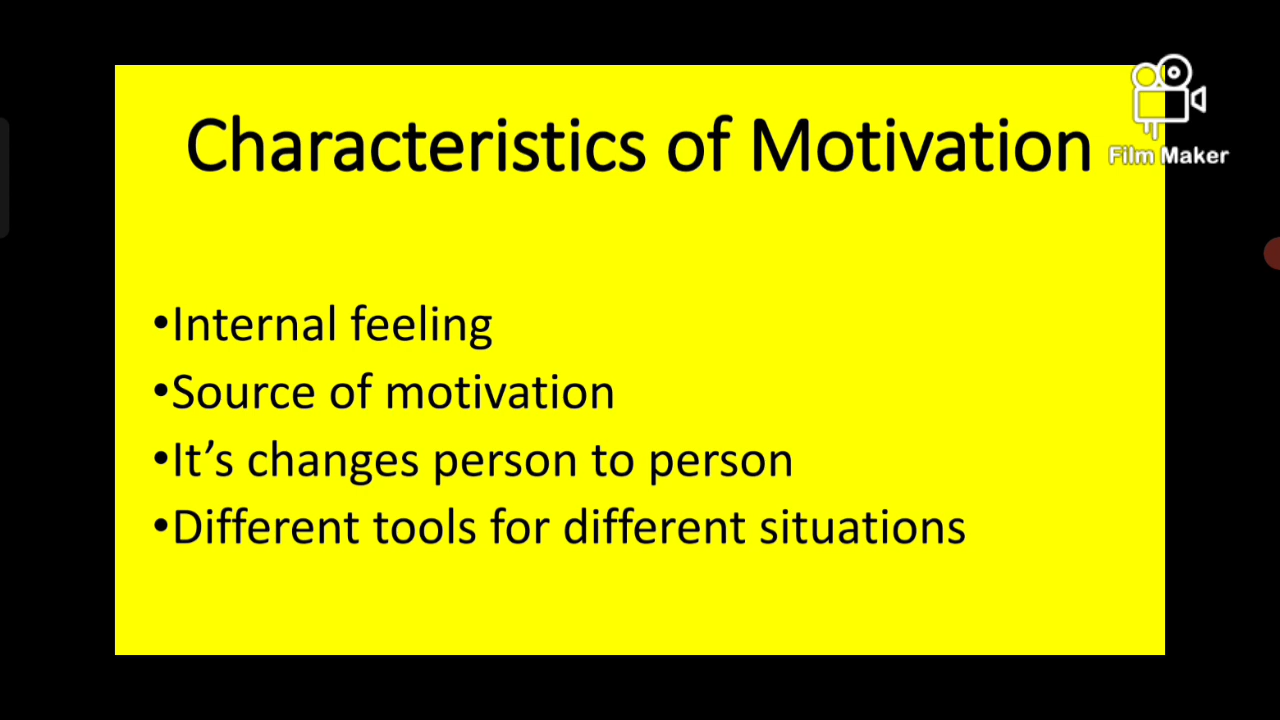 Characteristics of Motivation
Film Maker
•Internal feeling
•Source of motivation
•It’s changes person to person
•Different tools for different situations